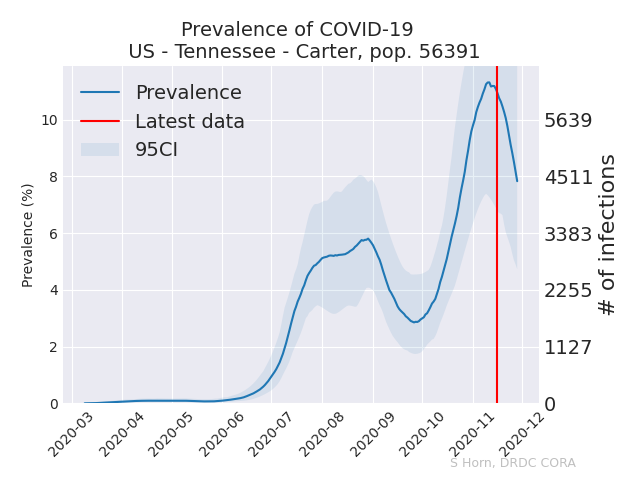 Prevalence of COVID-19
US - Tennessee - Carter, pop. 56391
Prevalence
Latest data
95CI
Prevalence (%)
10
8
6
4
2
0
5639
4511
3383
2255
1127
0
# of infections
2020-03
2020-04
2020-05
2020-06
2020-07
2020-08
2020-09
2020-10
2020-11
2020-12
S Horn, DRDC CORA